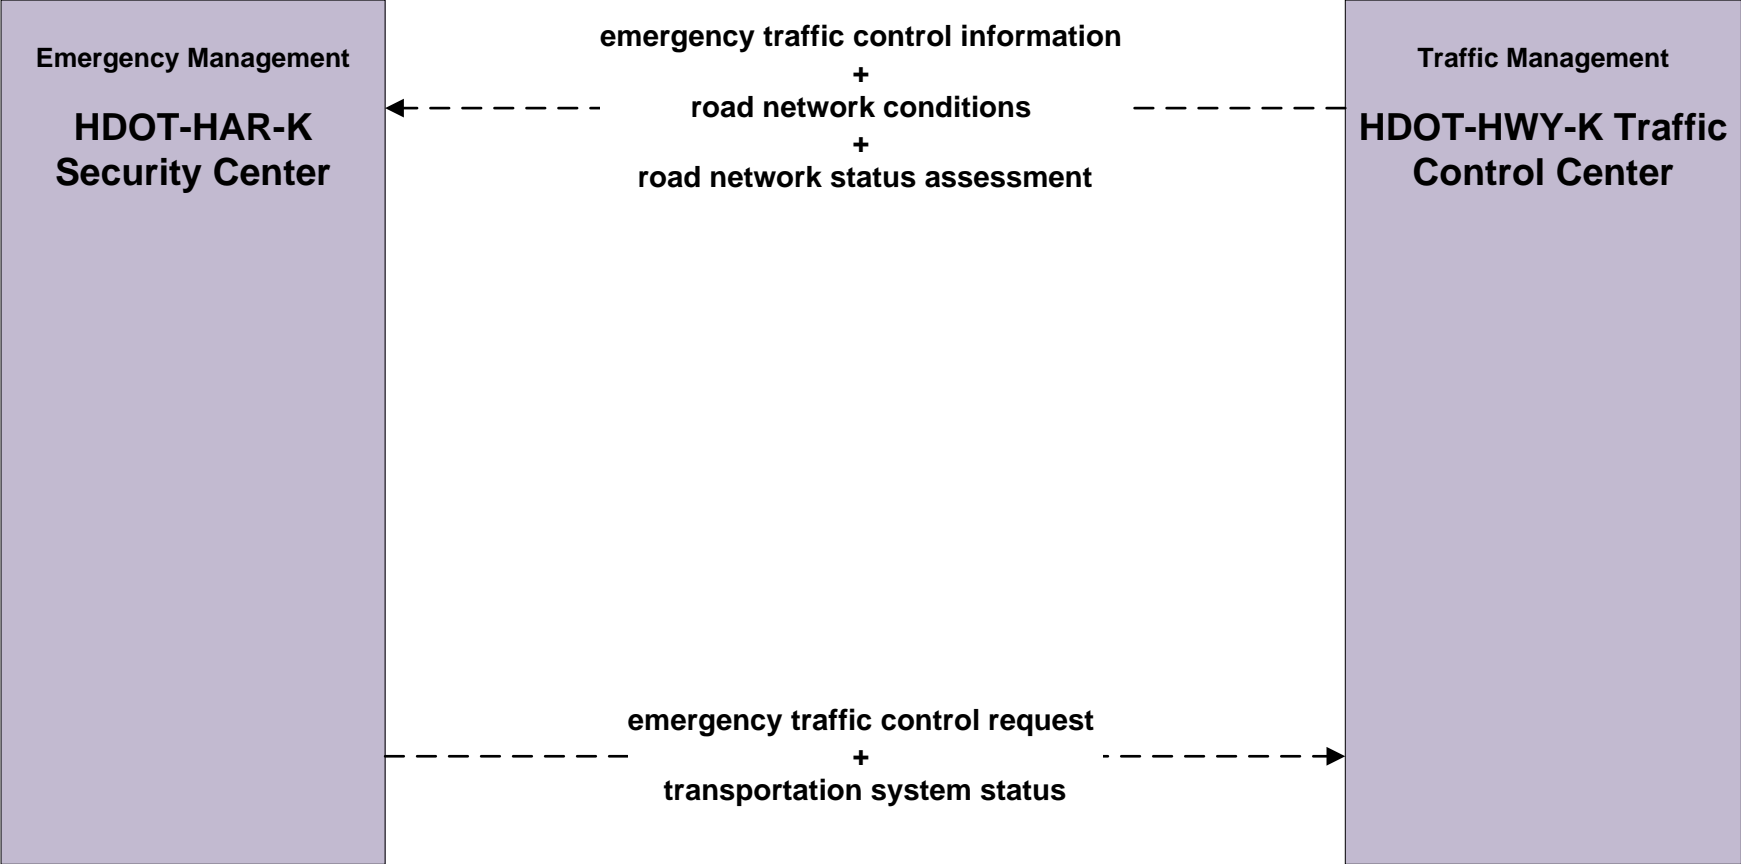 Emergency Management
HDOT-HAR-K
Security Center
emergency traffic control information
+
road network conditions
+
road network status assessment
Traffic Management
HDOT-HWY-K Traffic
Control Center
emergency traffic control request
+
transportation system status